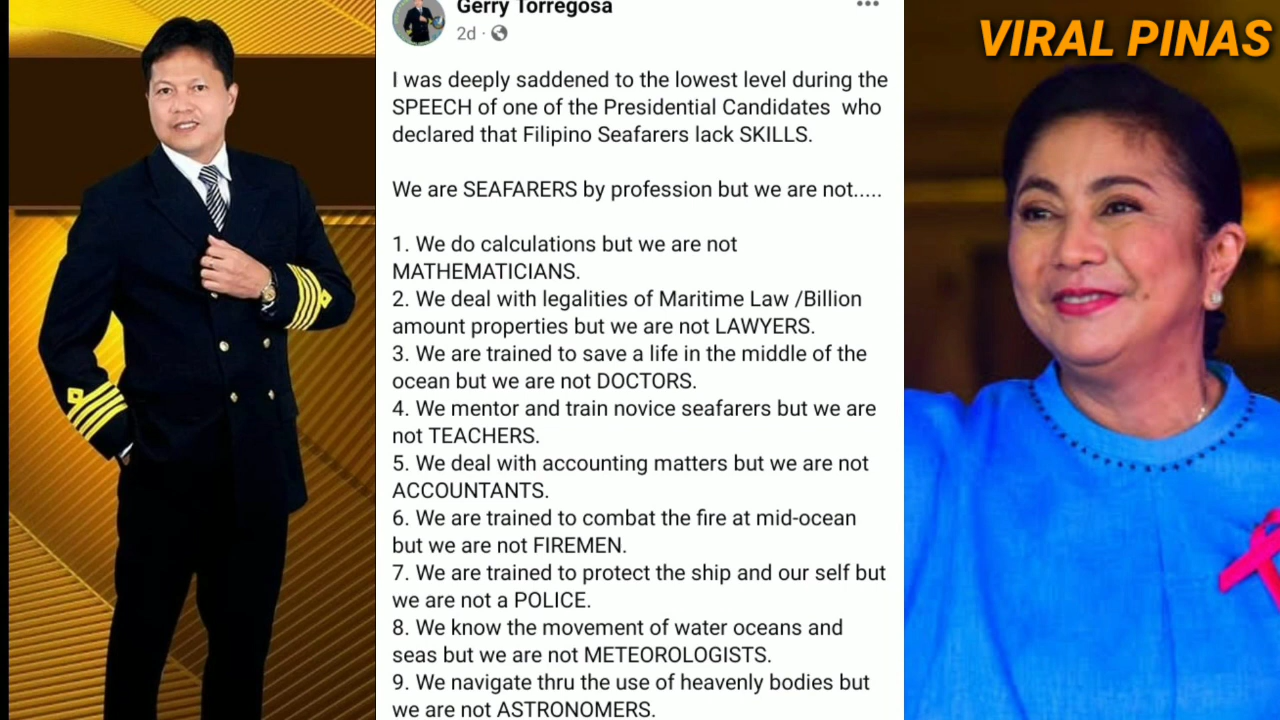 Gerry Torregosa
2d ·
VIRAL PINAS
I was deeply saddened to the lowest level during the
SPEECH of one of the Presidential Candidates who
declared that Filipino Seafarers lack SKILLS.
We are SEAFARERS by profession but we are not.....
1. We do calculations but we are not
MATHEMATICIANS.
2. We deal with legalities of Maritime Law /Billion
amount properties but we are not LAWYERS.
3. We are trained to save a life in the middle of the
ocean but we are not DOCTORS.
4. We mentor and train novice seafarers but we are
not TEACHERS.
5. We deal with accounting matters but we are not
ACCOUNTANTS.
6. We are trained to combat the fire at mid-ocean
but we are not FIREMEN.
7. We are trained to protect the ship and our self but
we are not a POLICE.
8. We know the movement of water oceans and
seas but we are not METEOROLOGISTS.
9. We navigate thru the use of heavenly bodies but
we are not ASTRONOMERS.